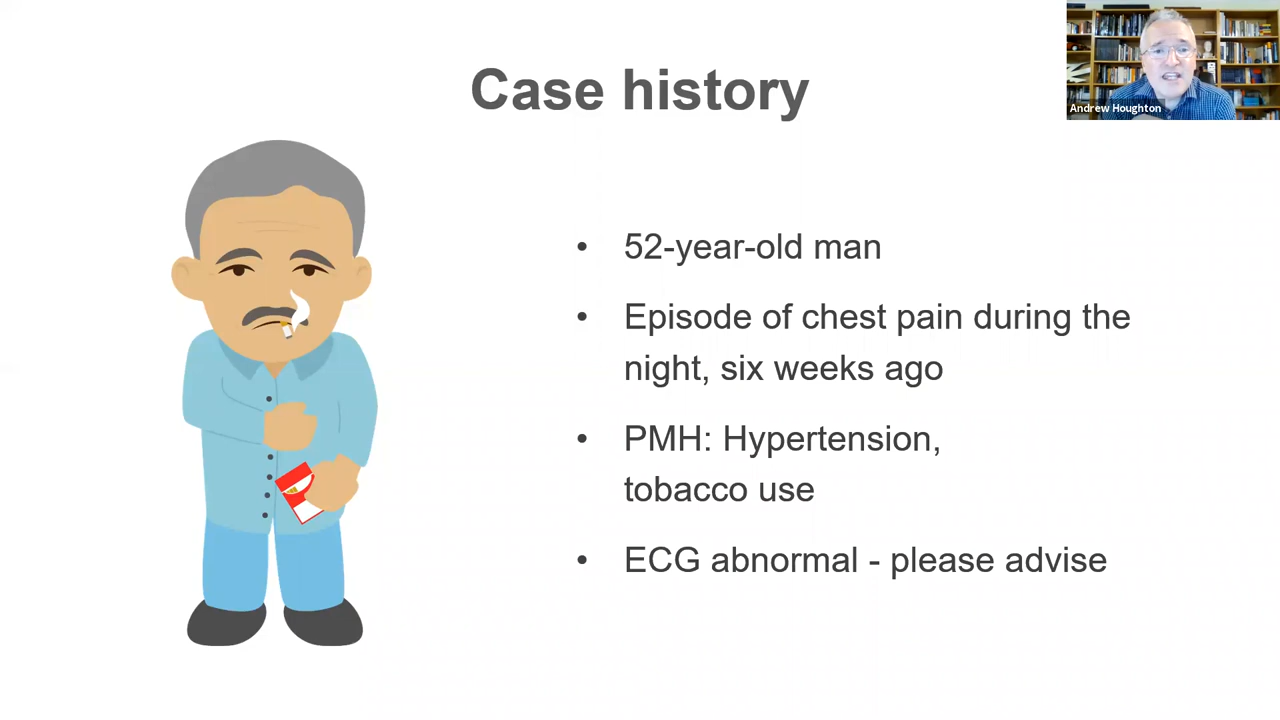 Case history
Andrew Houghton
• 52-year-old man
• Episode of chest pain during the
night, six weeks ago
• PMH: Hypertension,
tobacco use
• ECG abnormal - please advise